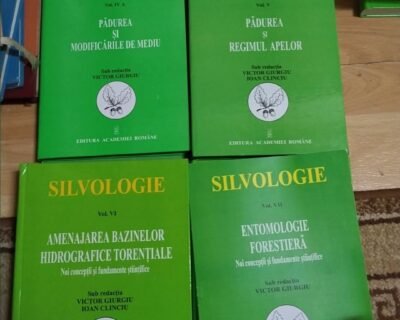 Vol. IV A
PĂDUREA
ȘI
MODIFICĂRILE DE MEDIU
Sub redacția
VICTOR GIURGIU
EDITURA ACADEMIEI ROMÂNE
Vol. V
PĂDUREA
și
REGIMUL APELOR
Sub redacția
VICTOR GIURGIU
IOAN CLINCIU
EDITURA ACADEMIEI ROMÂNE
SILVOLOGIE
Vol. VI
AMENAJAREA BAZINELOR
HIDROGRAFICE TORENȚIALE
Noi concepții și fundamente științifice
Sub redacția
VICTOR GIURGIU
IOAN CLINCIU
SILVOLOGIE
Vol. VII
ENTOMOLOGIE
FORESTIERĂ
Noi concepții și fundamente științifice
Sub redacția
VICTOR GIURGIU